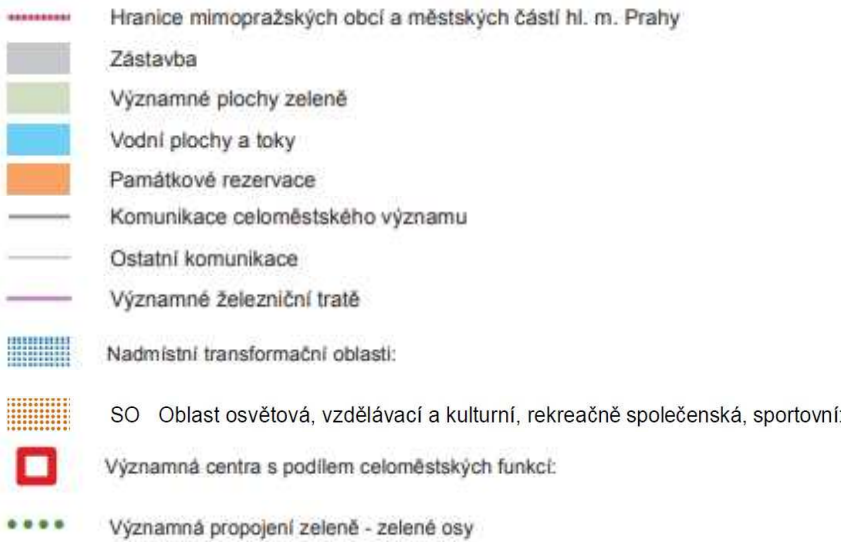 Hranice mimopražských obcí a městských částí hl. m. Prahy
Zástavba
Významné plochy zeleně
Vodní plochy a toky
Památkové rezervace
Komunikace celoměstského významu
Ostatní komunikace
Významné železniční tratě
Nadmístní transformační oblasti:
SO Oblast osvětová, vzdělávací a kulturní, rekreačně společenská, sportovní:
Významná centra s podílem celoměstských funkcí:
Významná propojení zeleně - zelené osy